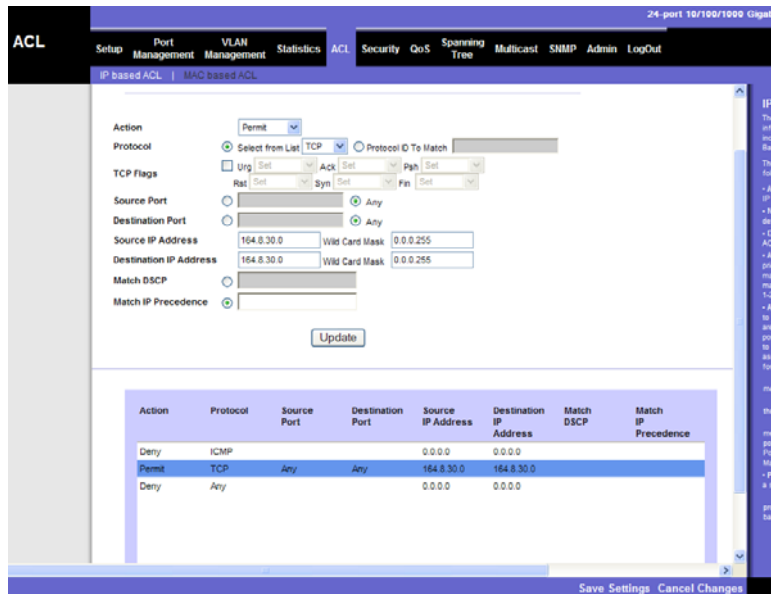 24-port 10/100/1000 Gigat
ACL
Setup Port Management VLAN Management Statistics ACL Security QoS Spanning Tree Multicast SNMP Admin LogOut
IP based ACL | MAC based ACL
Action Permit
Protocol Select from List TCP Protocol ID To Match
TCP Flags Urg Set Ack Set Psh Set
Rst Set Syn Set Fin Set
Source Port Any
Destination Port Any
Source IP Address 164.8.30.0 Wild Card Mask 0.0.0.255
Destination IP Address 164.8.30.0 Wild Card Mask 0.0.0.255
Match DSCP
Match IP Precedence
Update
Action Protocol Source Port Destination Port Source IP Address Destination IP Address Match DSCP Match IP Precedence
Deny ICMP 0.0.0.0 0.0.0.0
Permit TCP Any Any 164.8.30.0 164.8.30.0
Deny Any 0.0.0.0 0.0.0.0
Save Settings Cancel Changes